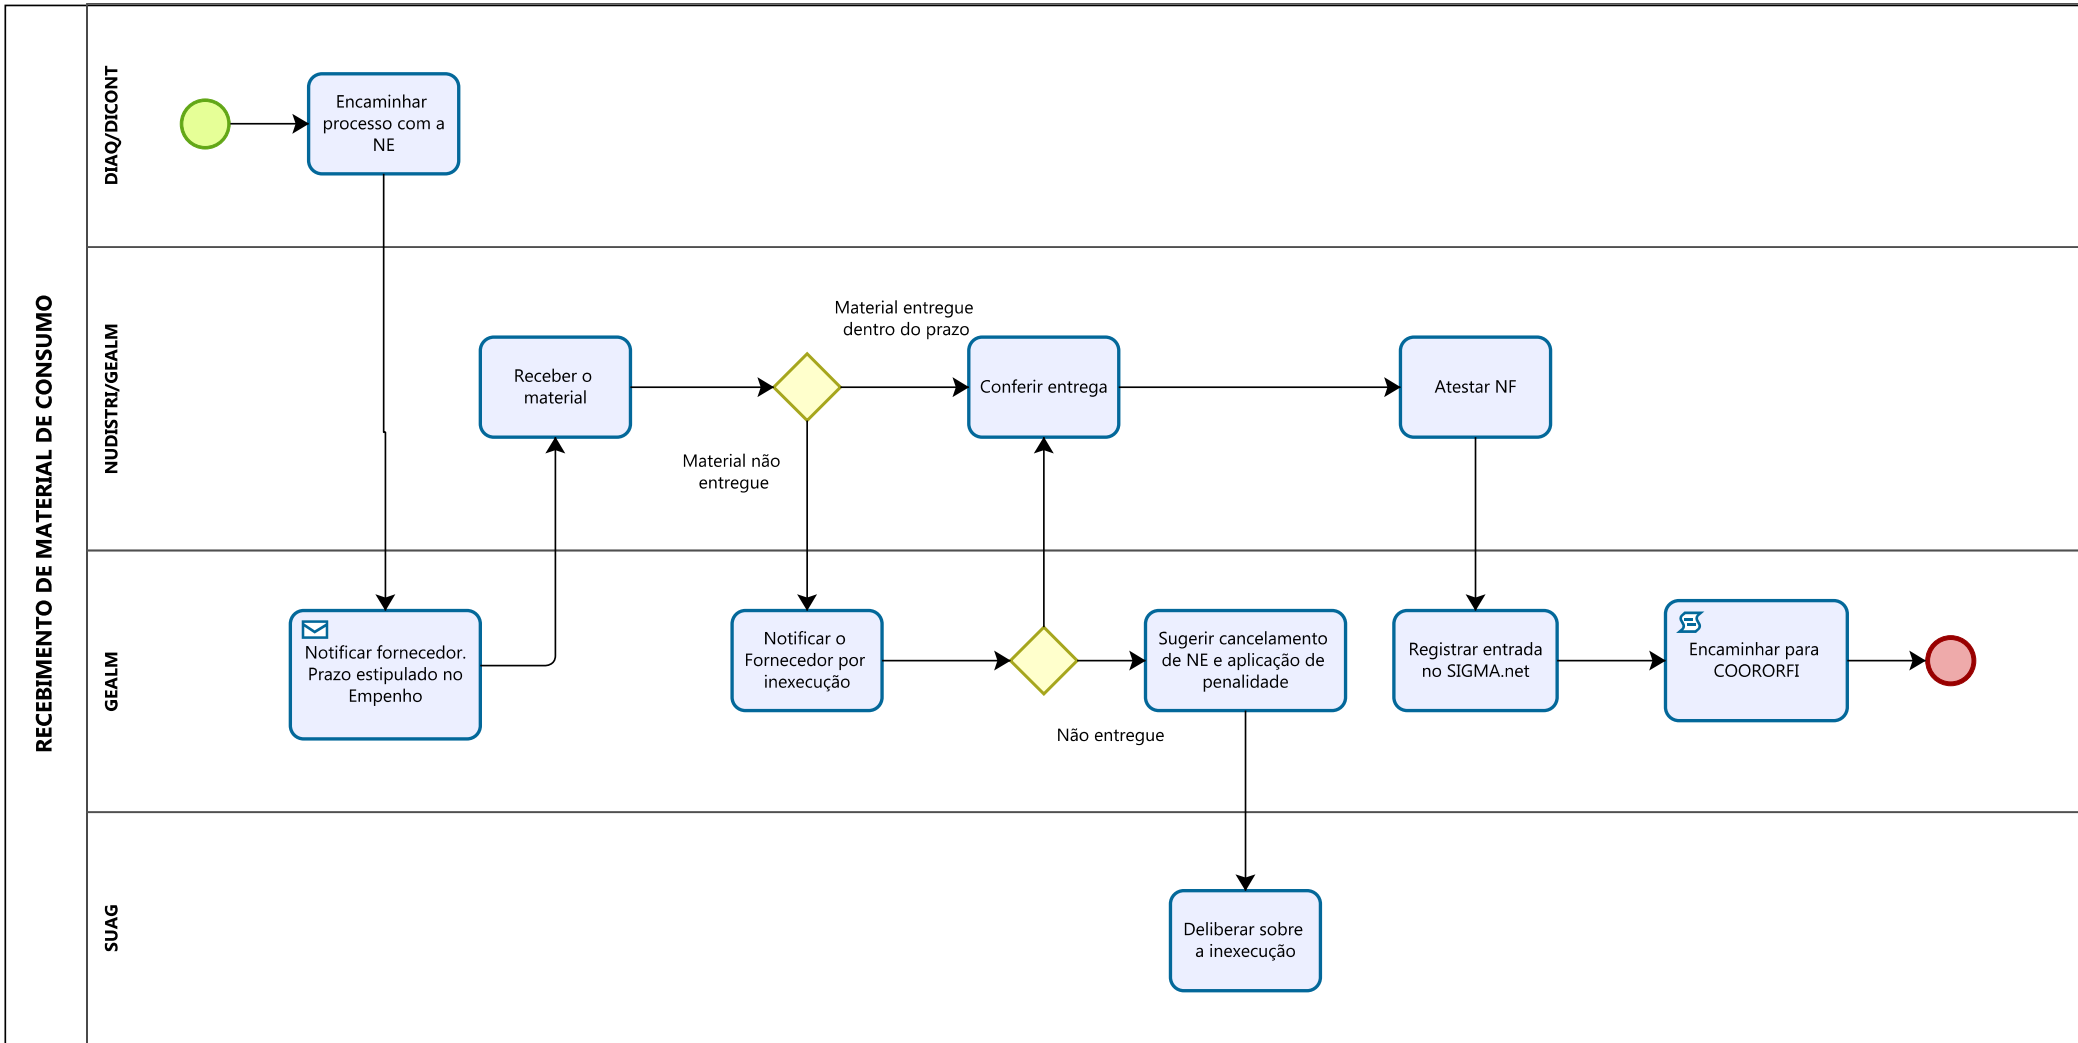 RECEBIMENTO DE MATERIAL DE CONSUMO
DIAQ/DICONT
Encaminhar
processo com a
NE
NUDISTRI/GEALM
Receber o
material
Material entregue
dentro do prazo
Material não
entregue
Conferir entrega
Atestar NF
GEALM
Notificar fornecedor.
Prazo estipulado no
Empenho
Notificar o
Fornecedor por
inexecução
Não entregue
Sugerir cancelamento
de NE e aplicação de
penalidade
Registrar entrada
no SIGMA.net
Encaminhar para
COORORFI
SUAG
Deliberar sobre
a inexecução